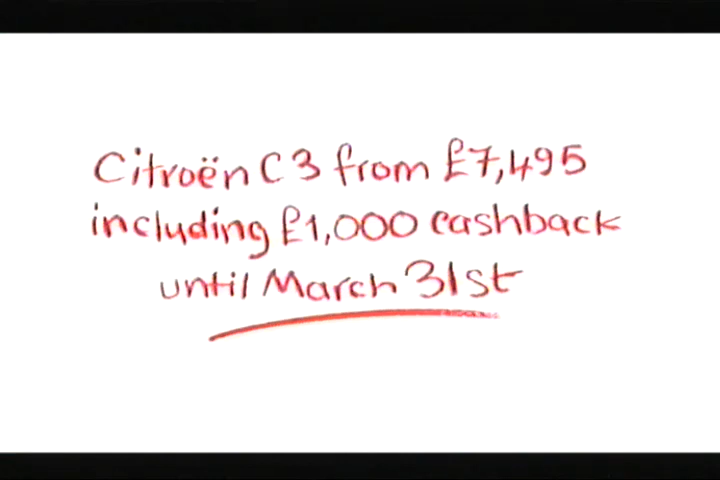 Citroën C3 from £7,495
including £1,000 cashback
until March 31st